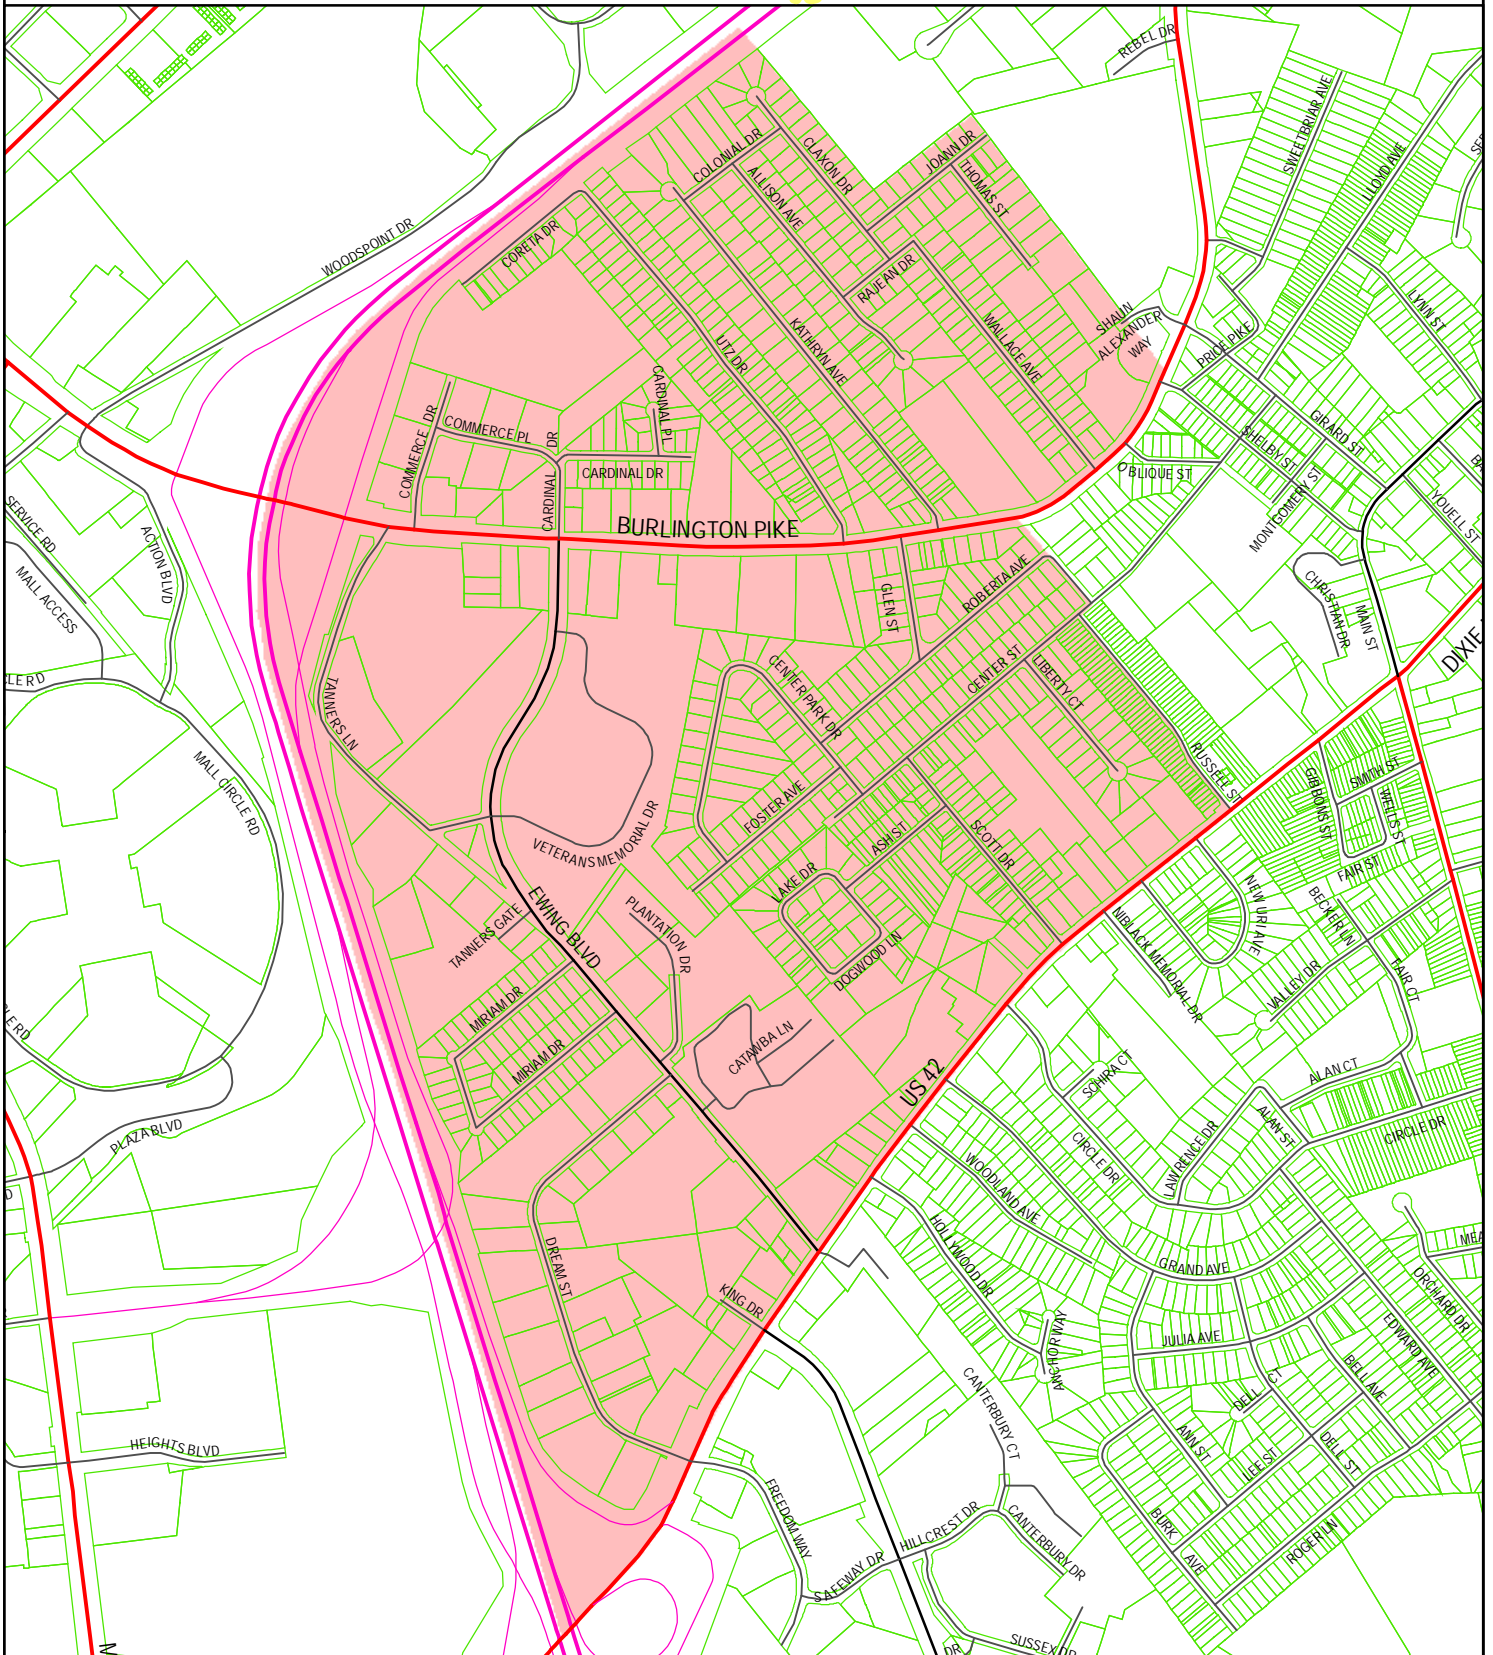 REBEL DR
SWEETBRIAR AVE
LLOYD AVE
COLONIAL DR
CLAXON DR
JOANN DR
ALLISON AVE
THOMAS ST
WOODSPOINT DR
CORETA DR
RAJEAN DR
LYNN ST
SHAUN
ALEXANDER
WAY
PRICE PIKE
UTZ DR
KATHRYN AVE
WALLACE AVE
CARDINAL PL
COMMERCE DR
COMMERCE PL
CARDINAL DR
CARDINAL DR
GIRARD ST
SHELBY ST
OBLIQUE ST
MONTGOMERY ST
YOUELL ST
BURLINGTON PIKE
SERVICE RD
ACTION BLVD
MALL ACCESS
GLEN ST
ROBERTA AVE
CHRISTIAN DR
MAIN ST
DIXIE
CENTER ST
LIBERTY CT
CENTER PARK DR
TANNERS LN
MALL CIRCLE RD
RUSSELL ST
GIBBONS ST
SMITH ST
WELLS ST
FAIR ST
FOSTER AVE
VETERANS MEMORIAL DR
ASH ST
SCOTT DR
LAKE DR
DOGWOOD LN
TANNERS GATE
EWING BLVD
PLANTATION DR
NEW URI AVE
BECKER LN
NIBLACK MEMORIAL DR
VALLEY DR
FAIR CT
MIRIAM DR
MIRIAM DR
CATAWBA LN
US 42
SCHIRA CT
ALAN CT
ALAN ST
CIRCLE DR
CIRCLE DR
LAWRENCE DR
PLAZA BLVD
WOODLAND AVE
HOLLYWOOD DR
GRAND AVE
DREAM ST
KING DR
ORCHARD DR
EDWARD AVE
JULIA AVE
ANCHOR WAY
BELL AVE
DELL CT
CANTERBURY CT
HEIGHTS BLVD
ANN ST
LEE ST
DELL ST
FREEDOM WAY
HILLCREST DR
CANTERBURY DR
BURK AVE
ROGER LN
SAFEWAY DR
SUSSEX DR
DR